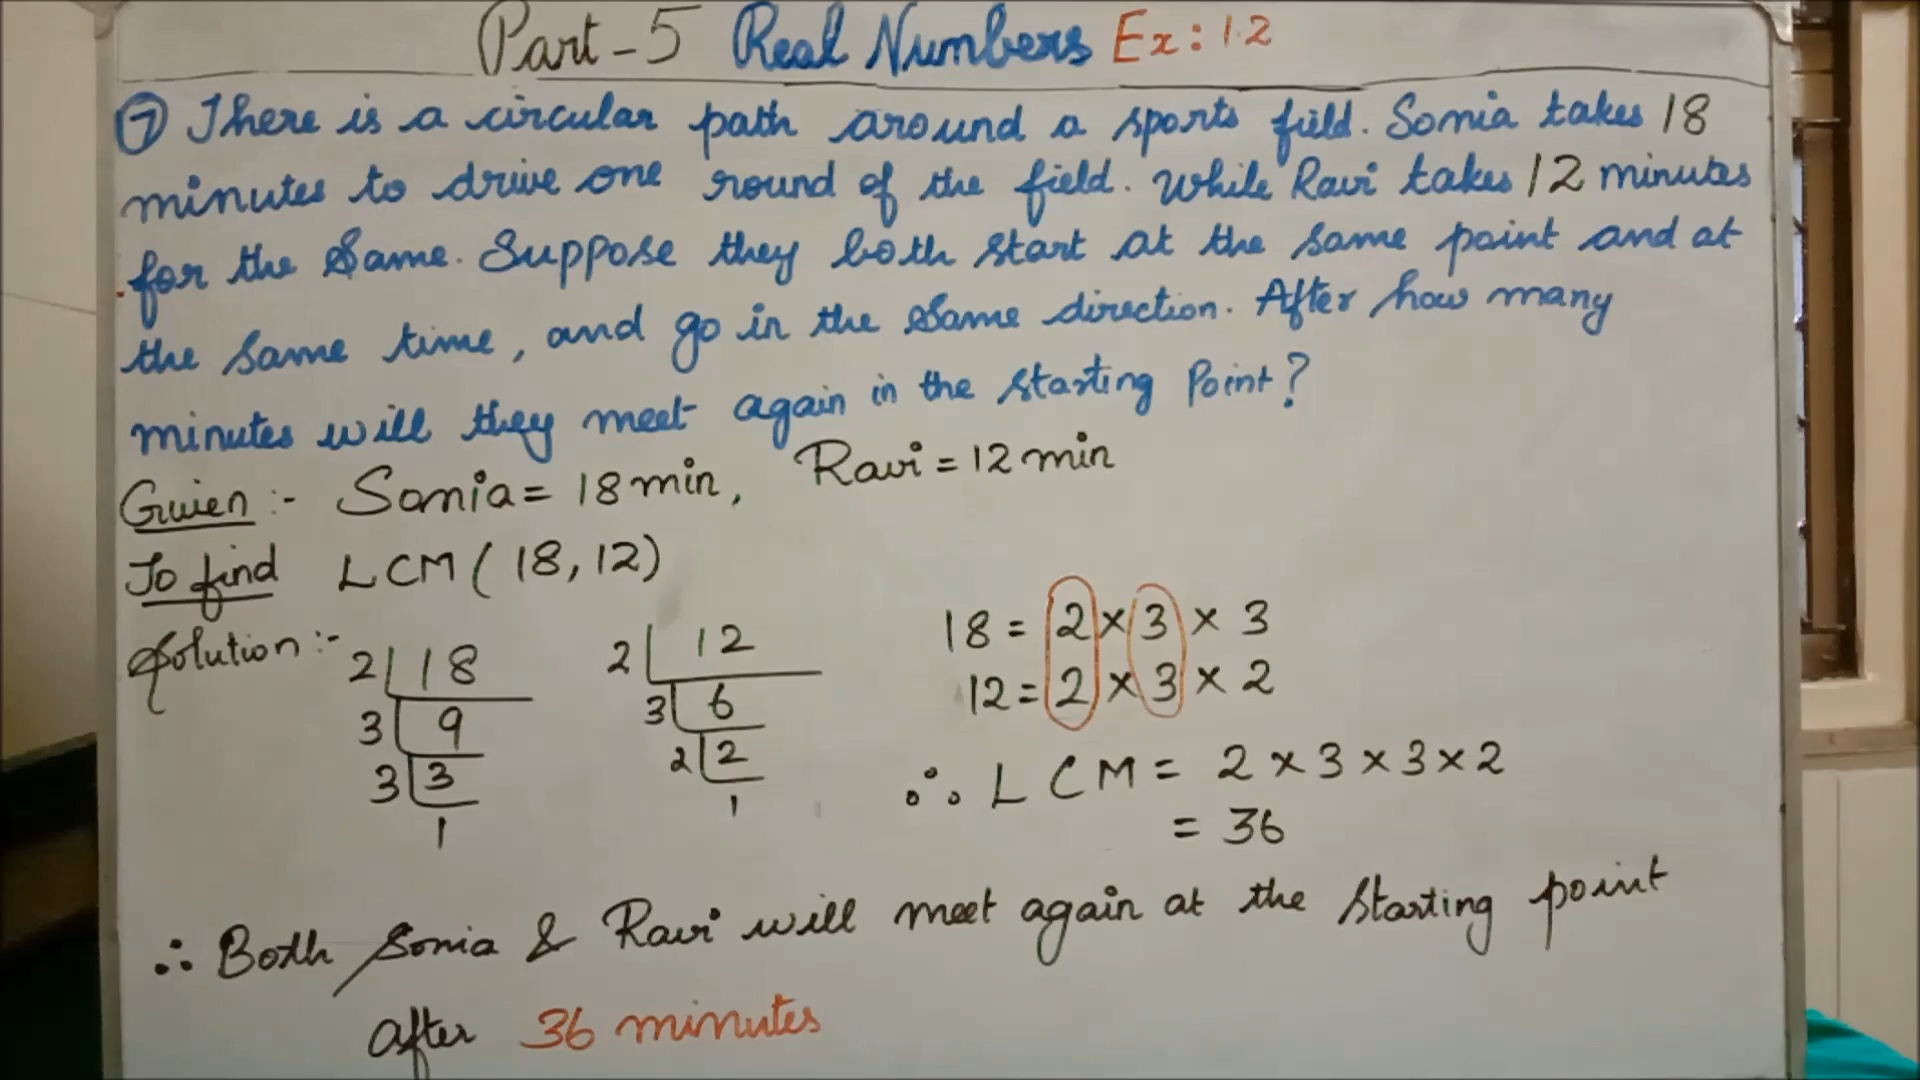 Part-5 Real Numbers Ex: 1.2
⑦ There is a circular path around a sports field. Sonia takes 18
minutes to drive one round of the field. While Ravi takes 12 minutes
for the Same. Suppose they both start at the same point and at
the same time, and go in the same direction. After how many
minutes will they meet again in the starting Point?
Given :- Sonia = 18 min, Ravi = 12 min
To find LCM ( 18, 12)
Solution :-
2 | 18
3 | 9
3 | 3
1
2 | 12
3 | 6
2 | 2
1
18 = 2 × 3 × 3
12 = 2 × 3 × 2
∴ LCM = 2 × 3 × 3 × 2
= 36
∴ Both Sonia & Ravi will meet again at the starting point
after 36 minutes